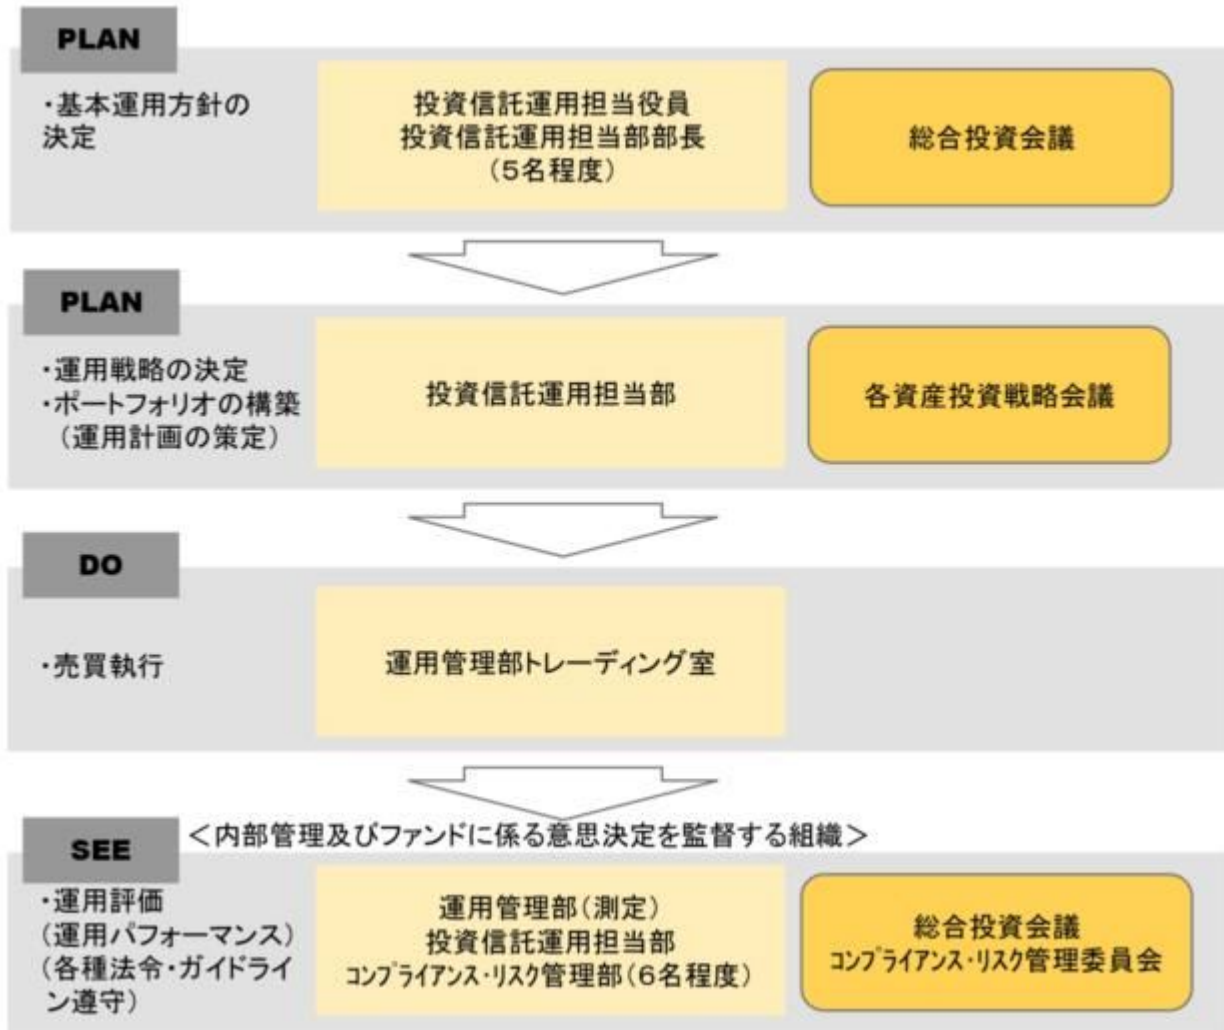 PLAN
・基本運用方針の
決定
投資信託運用担当役員
投資信託運用担当部部長
(5名程度)
総合投資会議
PLAN
・運用戦略の決定
・ポートフォリオの構築
(運用計画の策定)
投資信託運用担当部
各資産投資戦略会議
DO
・売買執行
運用管理部トレーディング室
SEE
＜内部管理及びファンドに係る意思決定を監督する組織＞
・運用評価
(運用パフォーマンス)
(各種法令・ガイドライ
ン遵守)
運用管理部(測定)
投資信託運用担当部
ｺﾝﾌﾟﾗｲｱﾝｽ･ﾘｽｸ管理部(6名程度)
総合投資会議
ｺﾝﾌﾟﾗｲｱﾝｽ･ﾘｽｸ管理委員会